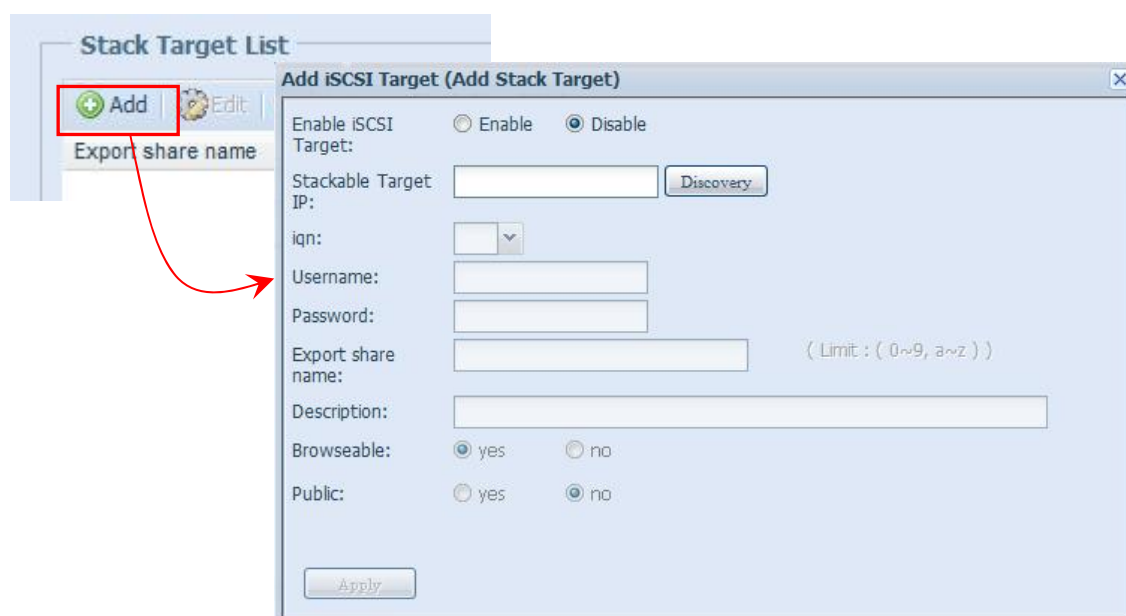 Stack Target List
Add
Edit
Export share name
Add iSCSI Target (Add Stack Target)
Enable iSCSI
Target:
Enable
Disable
Stackable Target
IP:
Discovery
iqn:
Username:
Password:
Export share
name:
( Limit : ( 0~9, a~z ) )
Description:
Browseable:
yes
no
Public:
yes
no
Apply